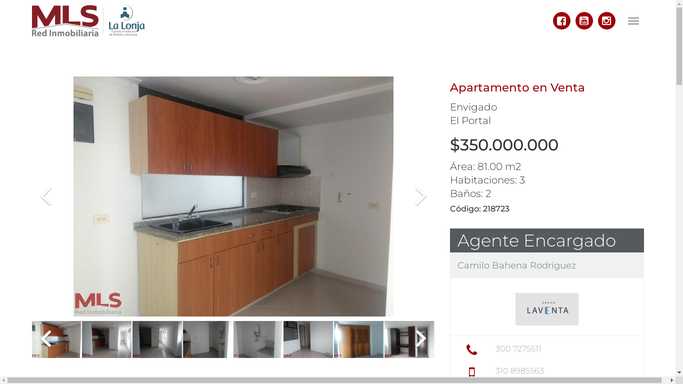 MLS
Red Inmobiliaria
La Lonja
Apartamento en Venta
Envigado
El Portal
$350.000.000
Área: 81.00 m2
Habitaciones: 3
Baños: 2
Código: 218723
MLS
Red Inmobiliaria
Agente Encargado
Camilo Bahena Rodriguez
LAVENTA
300 7275611
310 8985563